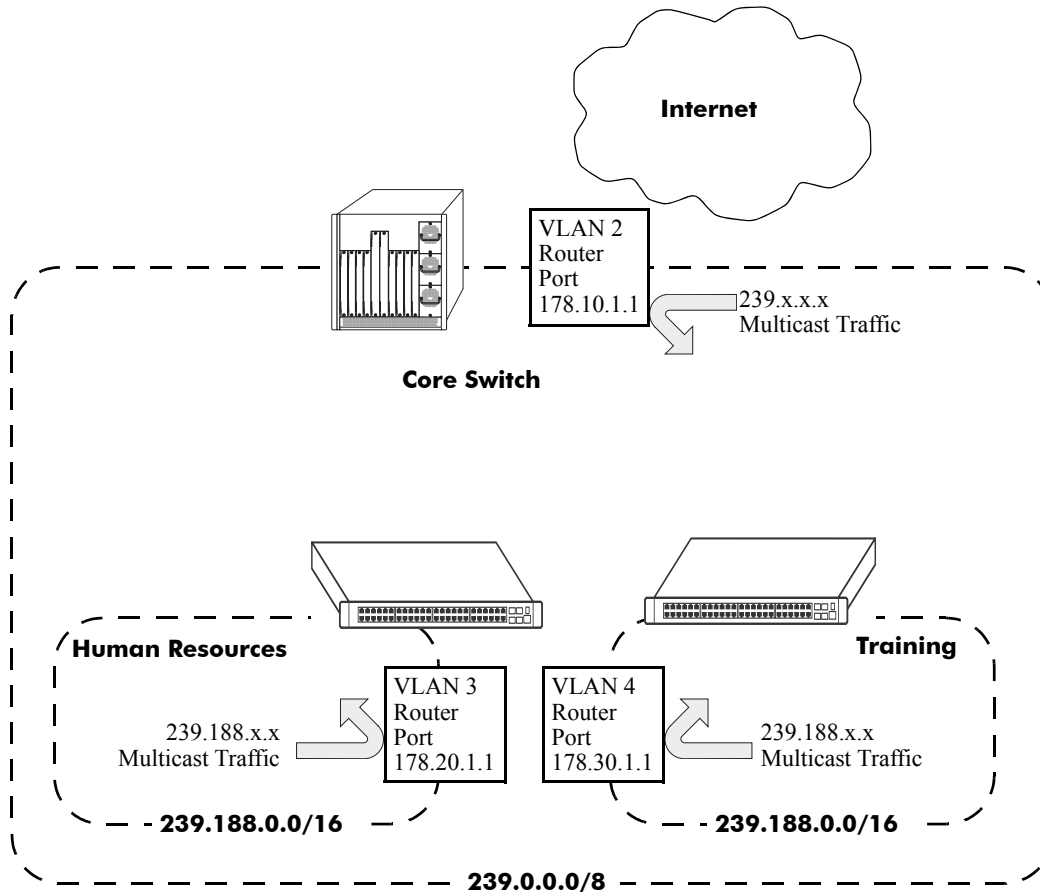 Internet
VLAN 2
Router
Port
178.10.1.1
239.x.x.x
Multicast Traffic
Core Switch
Human Resources
Training
VLAN 3
Router
Port
178.20.1.1
VLAN 4
Router
Port
178.30.1.1
239.188.x.x
Multicast Traffic
239.188.x.x
Multicast Traffic
239.188.0.0/16
239.188.0.0/16
239.0.0.0/8